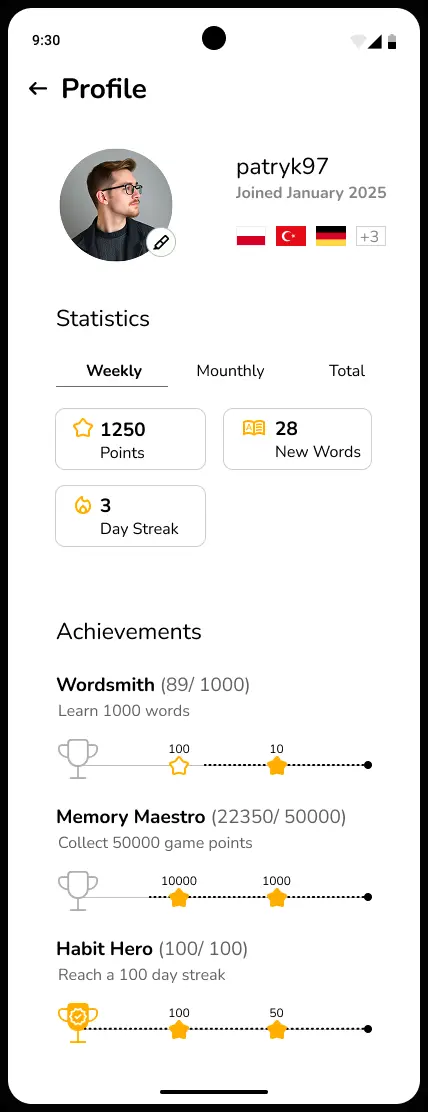 9:30
Profile
patryk97
Joined January 2025
+3
Statistics
Weekly Mounthly Total
1250
Points
28
New Words
3
Day Streak
Achievements
Wordsmith (89/ 1000)
Learn 1000 words
100 10
Memory Maestro (22350/ 50000)
Collect 50000 game points
10000 1000
Habit Hero (100/ 100)
Reach a 100 day streak
100 50